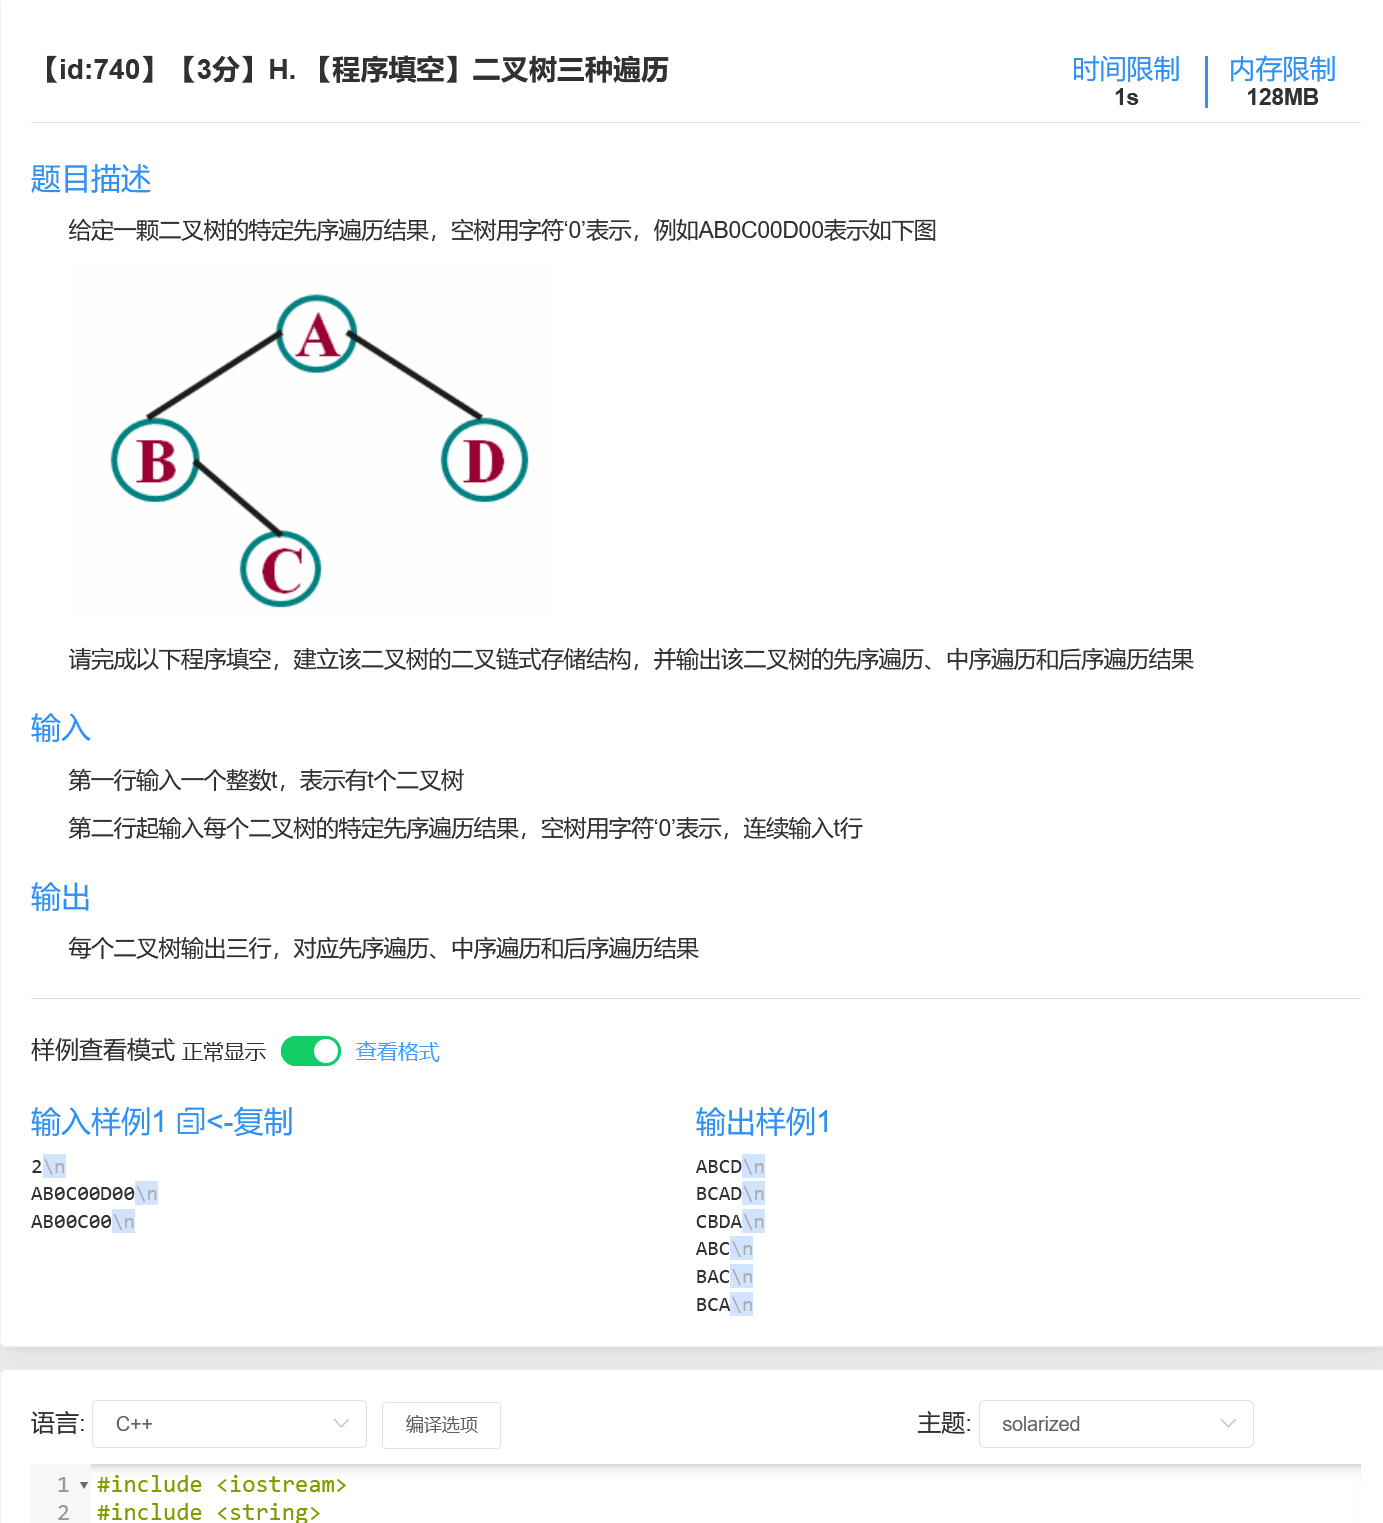 【id:740】【3分】H. 【程序填空】二叉树三种遍历
时间限制
1s
内存限制
128MB
题目描述
给定一颗二叉树的特定先序遍历结果，空树用字符‘0’表示，例如AB0C00D00表示如下图
A
B
D
C
请完成以下程序填空，建立该二叉树的二叉链式存储结构，并输出该二叉树的先序遍历、中序遍历和后序遍历结果
输入
第一行输入一个整数t，表示有t个二叉树
第二行起输入每个二叉树的特定先序遍历结果，空树用字符‘0’表示，连续输入t行
输出
每个二叉树输出三行，对应先序遍历、中序遍历和后序遍历结果
样例查看模式 正常显示 查看格式
输入样例1 <-复制
2\n
AB0C00D00\n
AB00C00\n
输出样例1
ABCD\n
BCAD\n
CBDA\n
ABC\n
BAC\n
BCA\n
语言: C++ 编译选项 主题: solarized
1 #include <iostream>
2 #include <string>